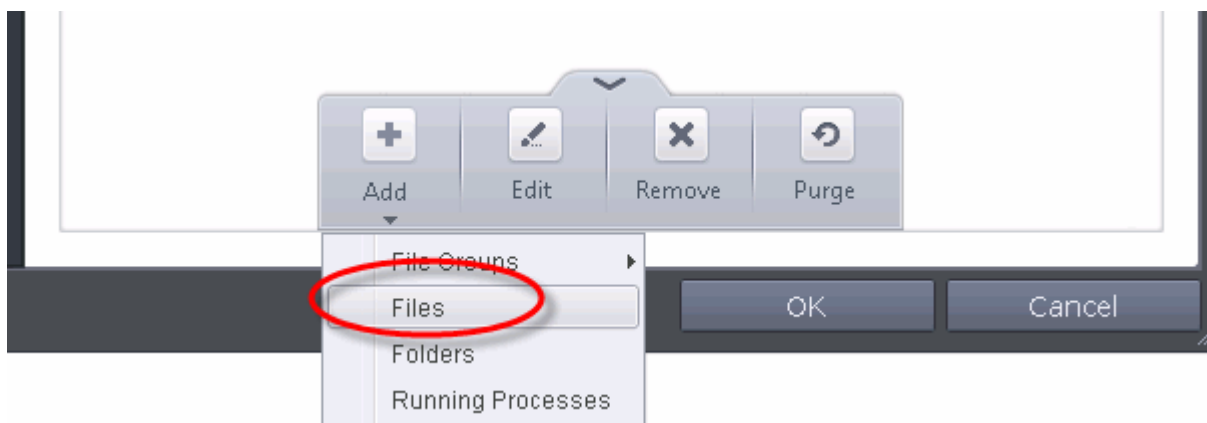 Add Edit Remove Purge
File Groups
Files
OK Cancel
Folders
Running Processes